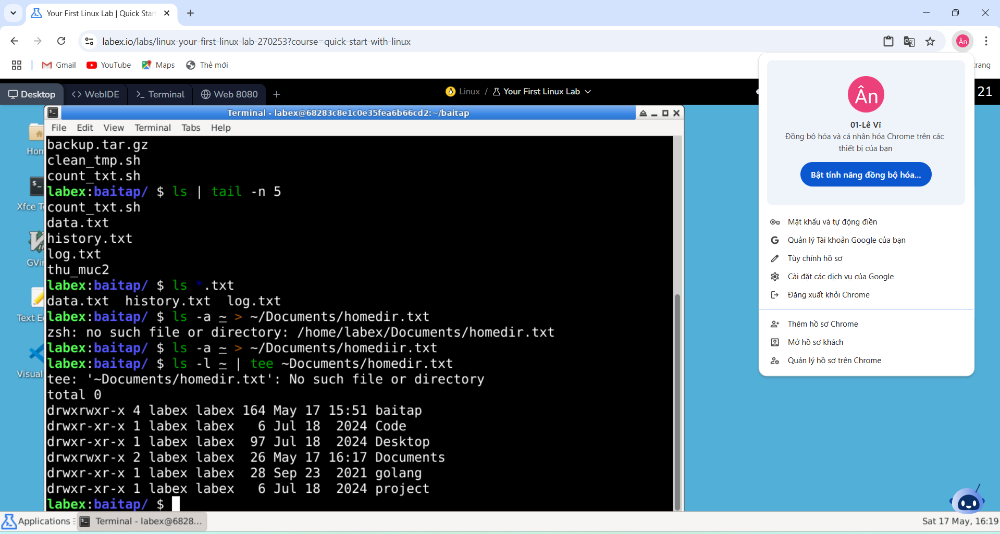 Your First Linux Lab | Quick Star
labex.io/labs/linux-your-first-linux-lab-270253?course=quick-start-with-linux
Ân
Gmail
YouTube
Maps
Thẻ mới
trang
Desktop
WebIDE
Terminal
Web 8080
Linux / Your First Linux Lab
21
Terminal - labex@68283c8e1c0e35fea6b66cd2:~/baitap
File Edit View Terminal Tabs Help
backup.tar.gz
clean_tmp.sh
count_txt.sh
labex:baitap/ $ ls | tail -n 5
count_txt.sh
data.txt
history.txt
log.txt
thu_muc2
labex:baitap/ $ ls *.txt
data.txt  history.txt  log.txt
labex:baitap/ $ ls -a ~ > ~/Documents/homedir.txt
zsh: no such file or directory: /home/labex/Documents/homedir.txt
labex:baitap/ $ ls -a ~ > ~/Documents/homediir.txt
labex:baitap/ $ ls -l ~ | tee ~Documents/homedir.txt
tee: '~Documents/homedir.txt': No such file or directory
total 0
drwxrwxr-x 4 labex labex 164 May 17 15:51 baitap
drwxr-xr-x 1 labex labex   6 Jul 18  2024 Code
drwxr-xr-x 1 labex labex  97 Jul 18  2024 Desktop
drwxrwxr-x 2 labex labex  26 May 17 16:17 Documents
drwxr-xr-x 1 labex labex  28 Sep 23  2021 golang
drwxr-xr-x 1 labex labex   6 Jul 18  2024 project
labex:baitap/ $
Hom
Xfce Te
GVi
Text E
Visual
Ân
01-Lê Vĩ
Đồng bộ hóa và cá nhân hóa Chrome trên các
thiết bị của bạn
Bật tính năng đồng bộ hóa...
Mật khẩu và tự động điền
Quản lý Tài khoản Google của bạn
Tùy chỉnh hồ sơ
Cài đặt các dịch vụ của Google
Đăng xuất khỏi Chrome
Thêm hồ sơ Chrome
Mở hồ sơ khách
Quản lý hồ sơ trên Chrome
Applications
Terminal - labex@6828...
Sat 17 May, 16:19